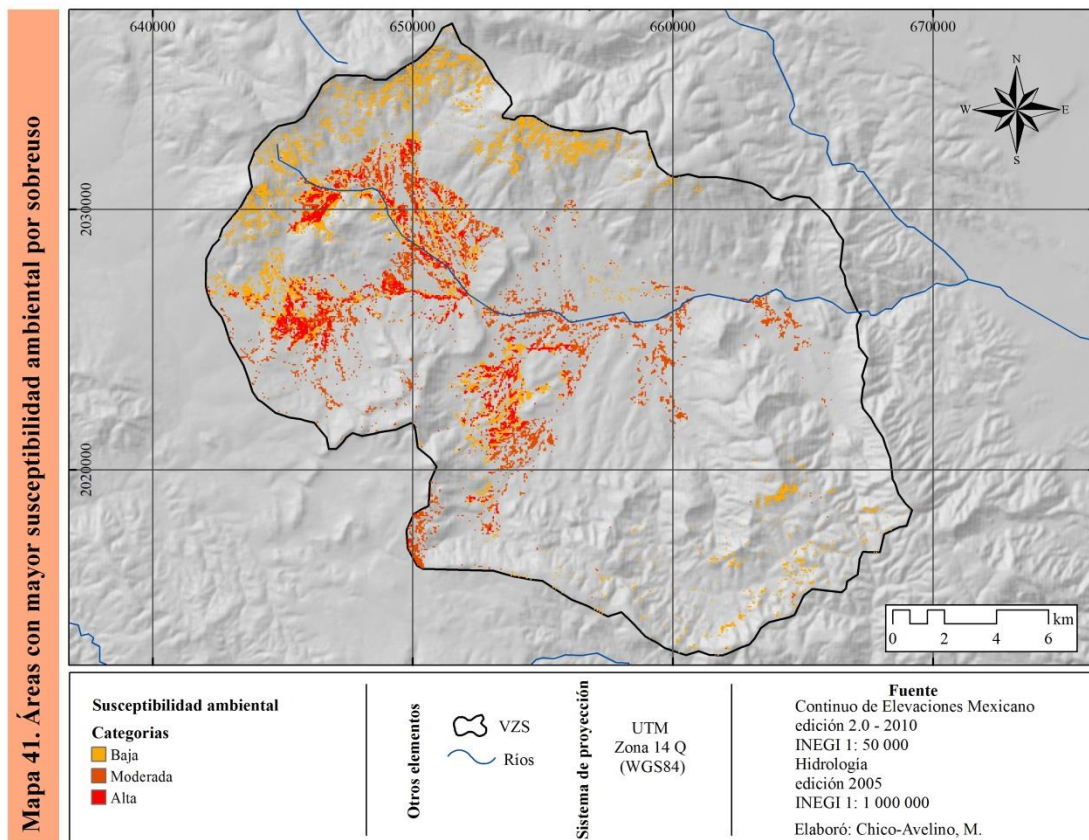 Mapa 41. Áreas con mayor susceptibilidad ambiental por sobreuso
640000
650000
660000
670000
2030000
2020000
N
W
E
S
km
0
2
4
6
Susceptibilidad ambiental
Categorias
Baja
Moderada
Alta
Otros elementos
VZS
Ríos
Sistema de proyección
UTM
Zona 14 Q
(WGS84)
Fuente
Continuo de Elevaciones Mexicano
edición 2.0 - 2010
INEGI 1: 50 000
Hidrología
edición 2005
INEGI 1: 1 000 000
Elaboró: Chico-Avelino, M.